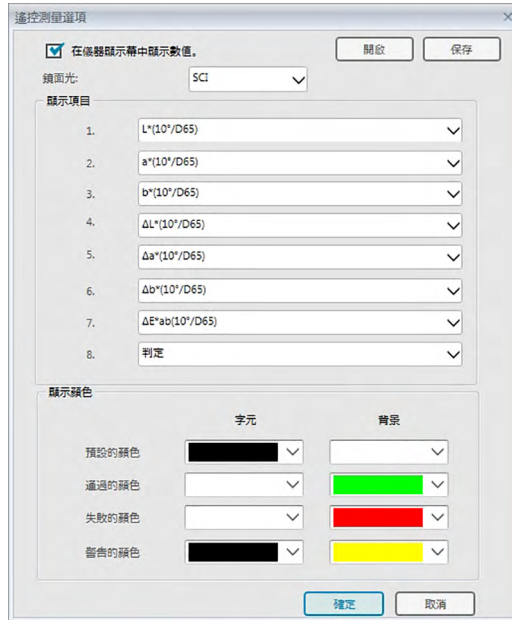 遙控測量選項
在儀器顯示幕中顯示數值。
開啟
保存
鏡面光:
SCI
顯示項目
1. L*(10°/D65)
2. a*(10°/D65)
3. b*(10°/D65)
4. ΔL*(10°/D65)
5. Δa*(10°/D65)
6. Δb*(10°/D65)
7. ΔE*ab(10°/D65)
8. 判定
顯示顏色
字元 背景
預設的顏色
通過的顏色
失敗的顏色
警告的顏色
確定 取消